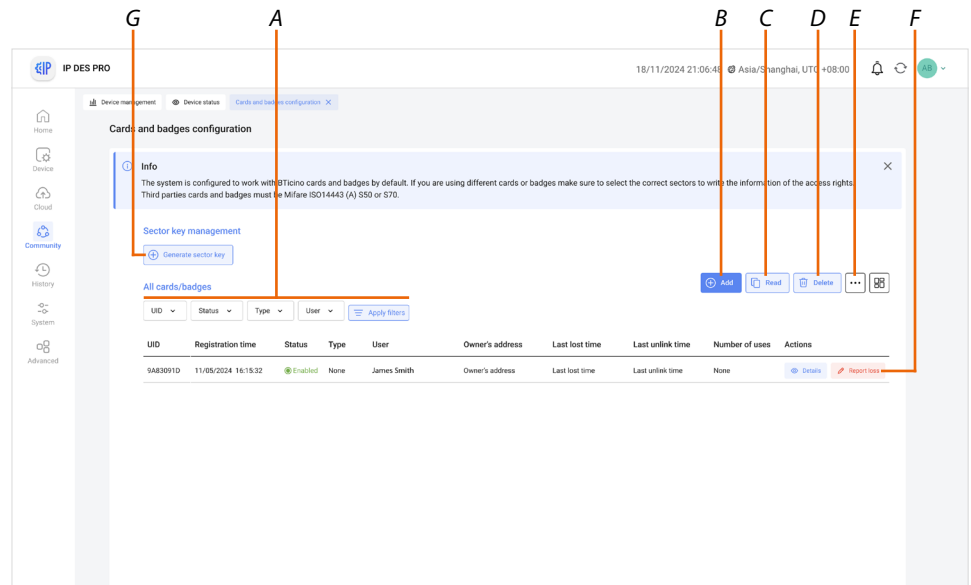 G A B C D E F
IP IP DES PRO 18/11/2024 21:06:48 Asia/Shanghai, UTC +08:00 AB
Device management Device status Cards and badges configuration
Home
Cards and badges configuration
Device
Info
The system is configured to work with BTicino cards and badges by default. If you are using different cards or badges make sure to select the correct sectors to write the information of the access rights.
Third parties cards and badges must be Mifare ISO14443 (A) S50 or S70.
Cloud
Sector key management
Community
Generate sector key
History
All cards/badges
Add Read Delete
UID Status Type User Apply filters
System
UID Registration time Status Type User Owner's address Last lost time Last unlink time Number of uses Actions
Advanced
9A83091D 11/05/2024 16:15:32 Enabled None James Smith Owner's address Last lost time Last unlink time None Details Report loss